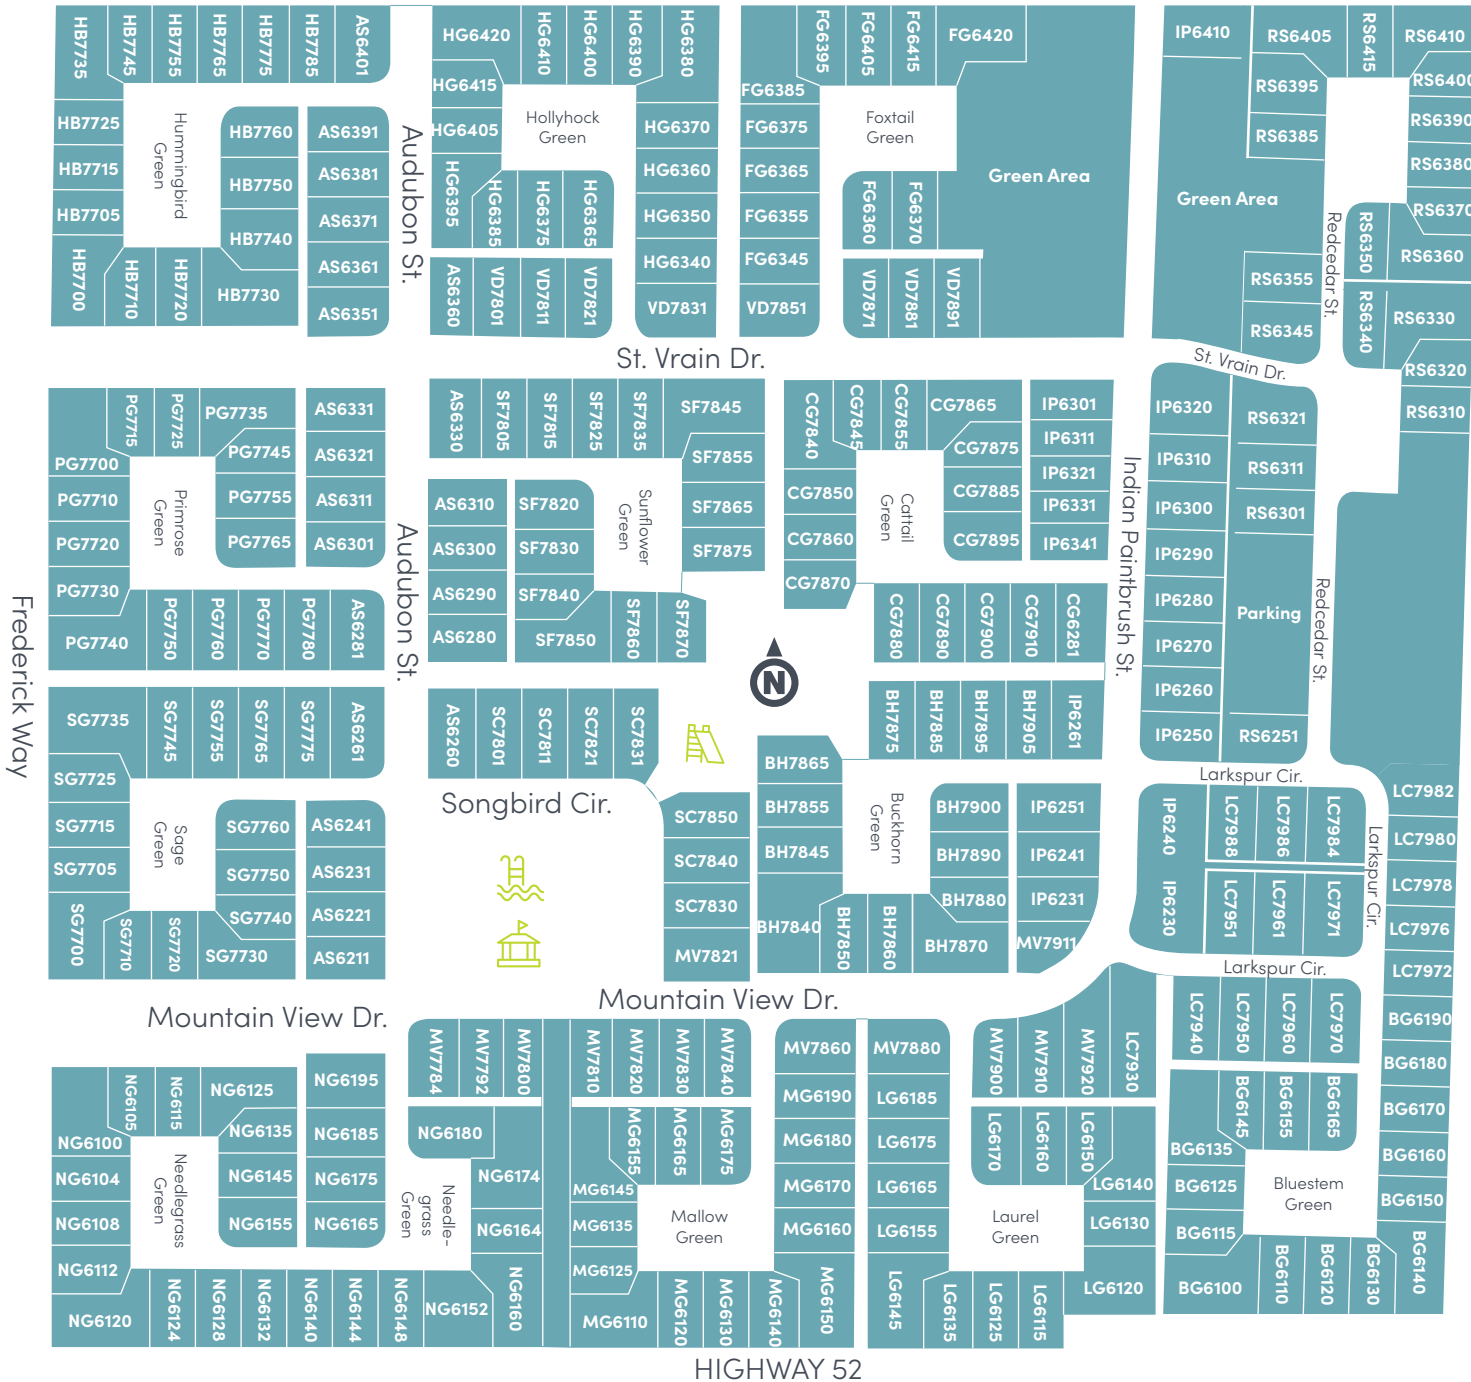 HB7735
HB7745
HB7755
HB7765
HB7775
HB7785
AS6401
HB7725
HB7715
HB7705
HB7700
Hummingbird
Green
HB7760
HB7750
HB7740
HB7710
HB7720
HB7730
AS6391
AS6381
AS6371
AS6361
AS6351
Audubon St.
HG6420
HG6410
HG6400
HG6390
HG6380
HG6415
HG6405
HG6395
Hollyhock
Green
HG6385
HG6375
HG6365
HG6370
HG6360
HG6350
HG6340
VD7831
AS6360
VD7801
VD7811
VD7821
FG6395
FG6405
FG6415
FG6420
FG6385
FG6375
FG6365
FG6355
FG6345
VD7851
Foxtail
Green
FG6360
FG6370
VD7871
VD7881
VD7891
Green Area
IP6410
RS6405
RS6415
RS6410
RS6395
RS6385
RS6400
RS6390
RS6380
RS6370
RS6360
RS6350
Green Area
Redcedar St.
RS6355
RS6345
RS6340
RS6330
RS6320
RS6310
St. Vrain Dr.
St. Vrain Dr.
PG7715
PG7725
PG7735
PG7700
PG7710
PG7720
PG7730
PG7740
Primrose
Green
PG7745
PG7755
PG7765
PG7750
PG7760
PG7770
PG7780
AS6281
AS6331
AS6321
AS6311
AS6301
Audubon St.
AS6330
SF7805
SF7815
SF7825
SF7835
SF7845
SF7855
SF7865
SF7875
AS6310
AS6300
AS6290
AS6280
SF7820
SF7830
SF7840
SF7850
SF7860
SF7870
Sunflower
Green
CG7840
CG7845
CG7855
CG7865
CG7850
CG7860
CG7870
Cattail
Green
CG7875
CG7885
CG7895
CG7880
CG7890
CG7900
CG7910
CG6281
IP6301
IP6311
IP6321
IP6331
IP6341
Indian Paintbrush St.
IP6320
IP6310
IP6300
IP6290
IP6280
IP6270
IP6260
IP6250
RS6321
RS6311
RS6301
Parking
RS6251
Redcedar St.
Frederick Way
N
SG7735
SG7745
SG7755
SG7765
SG7775
AS6261
SG7725
SG7715
SG7705
SG7700
Sage
Green
SG7760
SG7750
SG7740
SG7710
SG7720
SG7730
AS6241
AS6231
AS6221
AS6211
AS6260
SC7801
SC7811
SC7821
SC7831
Songbird Cir.
SC7850
SC7840
SC7830
MV7821
BH7875
BH7885
BH7895
BH7905
IP6261
BH7865
BH7855
BH7845
BH7840
Buckhorn
Green
BH7900
BH7890
BH7880
BH7850
BH7860
BH7870
IP6251
IP6241
IP6231
MV7911
Larkspur Cir.
IP6240
LC7988
LC7986
LC7984
IP6230
LC7951
LC7961
LC7971
Larkspur Cir.
Larkspur Cir.
LC7982
LC7980
LC7978
LC7976
LC7972
BG6190
BG6180
BG6170
BG6160
BG6150
BG6140
Mountain View Dr.
Mountain View Dr.
NG6105
NG6115
NG6125
NG6100
NG6104
NG6108
NG6112
NG6120
Needlegrass
Green
NG6135
NG6145
NG6155
NG6195
NG6185
NG6175
NG6165
NG6124
NG6128
NG6132
NG6140
NG6144
NG6148
NG6152
NG6160
MV7784
MV7792
MV7800
NG6180
NG6174
NG6164
Needle-
grass
Green
MV7810
MV7820
MV7830
MV7840
MG6155
MG6165
MG6175
MG6145
MG6135
MG6125
MG6110
Mallow
Green
MG6120
MG6130
MG6140
MG6150
MV7860
MG6190
MG6180
MG6170
MG6160
MV7880
LG6185
LG6175
LG6165
LG6155
LG6145
MV7900
MV7910
MV7920
LC7930
LG6170
LG6160
LG6150
LG6140
LG6130
LG6120
Laurel
Green
LG6135
LG6125
LG6115
LC7940
LC7950
LC7960
LC7970
BG6145
BG6155
BG6165
BG6135
BG6125
BG6115
BG6100
Bluestem
Green
BG6110
BG6120
BG6130
HIGHWAY 52